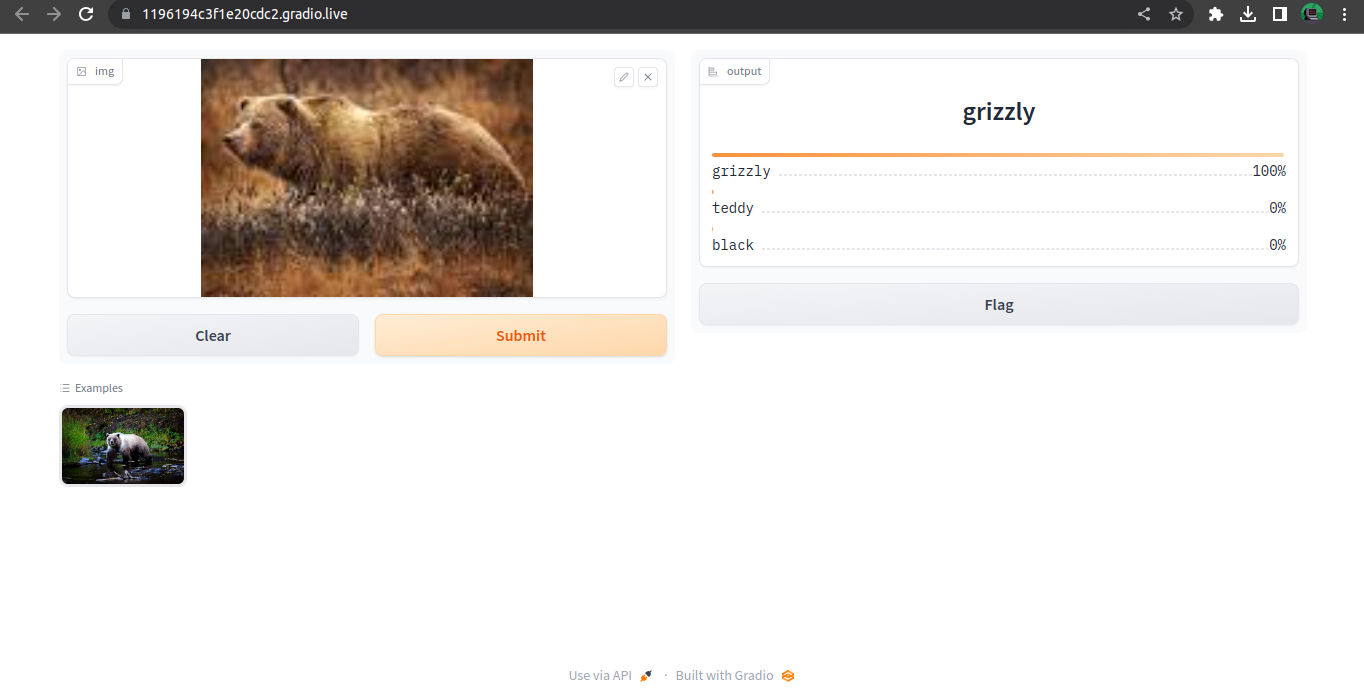 1196194c3f1e20cdc2.gradio.live
img
output
grizzly
grizzly 100%
teddy 0%
black 0%
Flag
Clear
Submit
Examples
Use via API · Built with Gradio